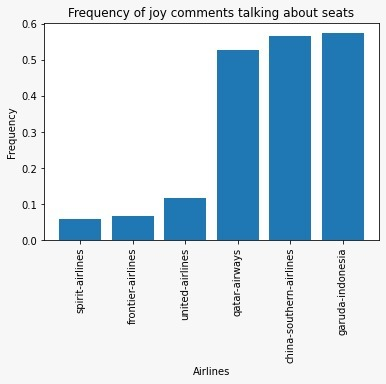 Frequency of joy comments talking about seats
Frequency
0.6
0.5
0.4
0.3
0.2
0.1
0.0
spirit-airlines
frontier-airlines
united-airlines
qatar-airways
china-southern-airlines
garuda-indonesia
Airlines